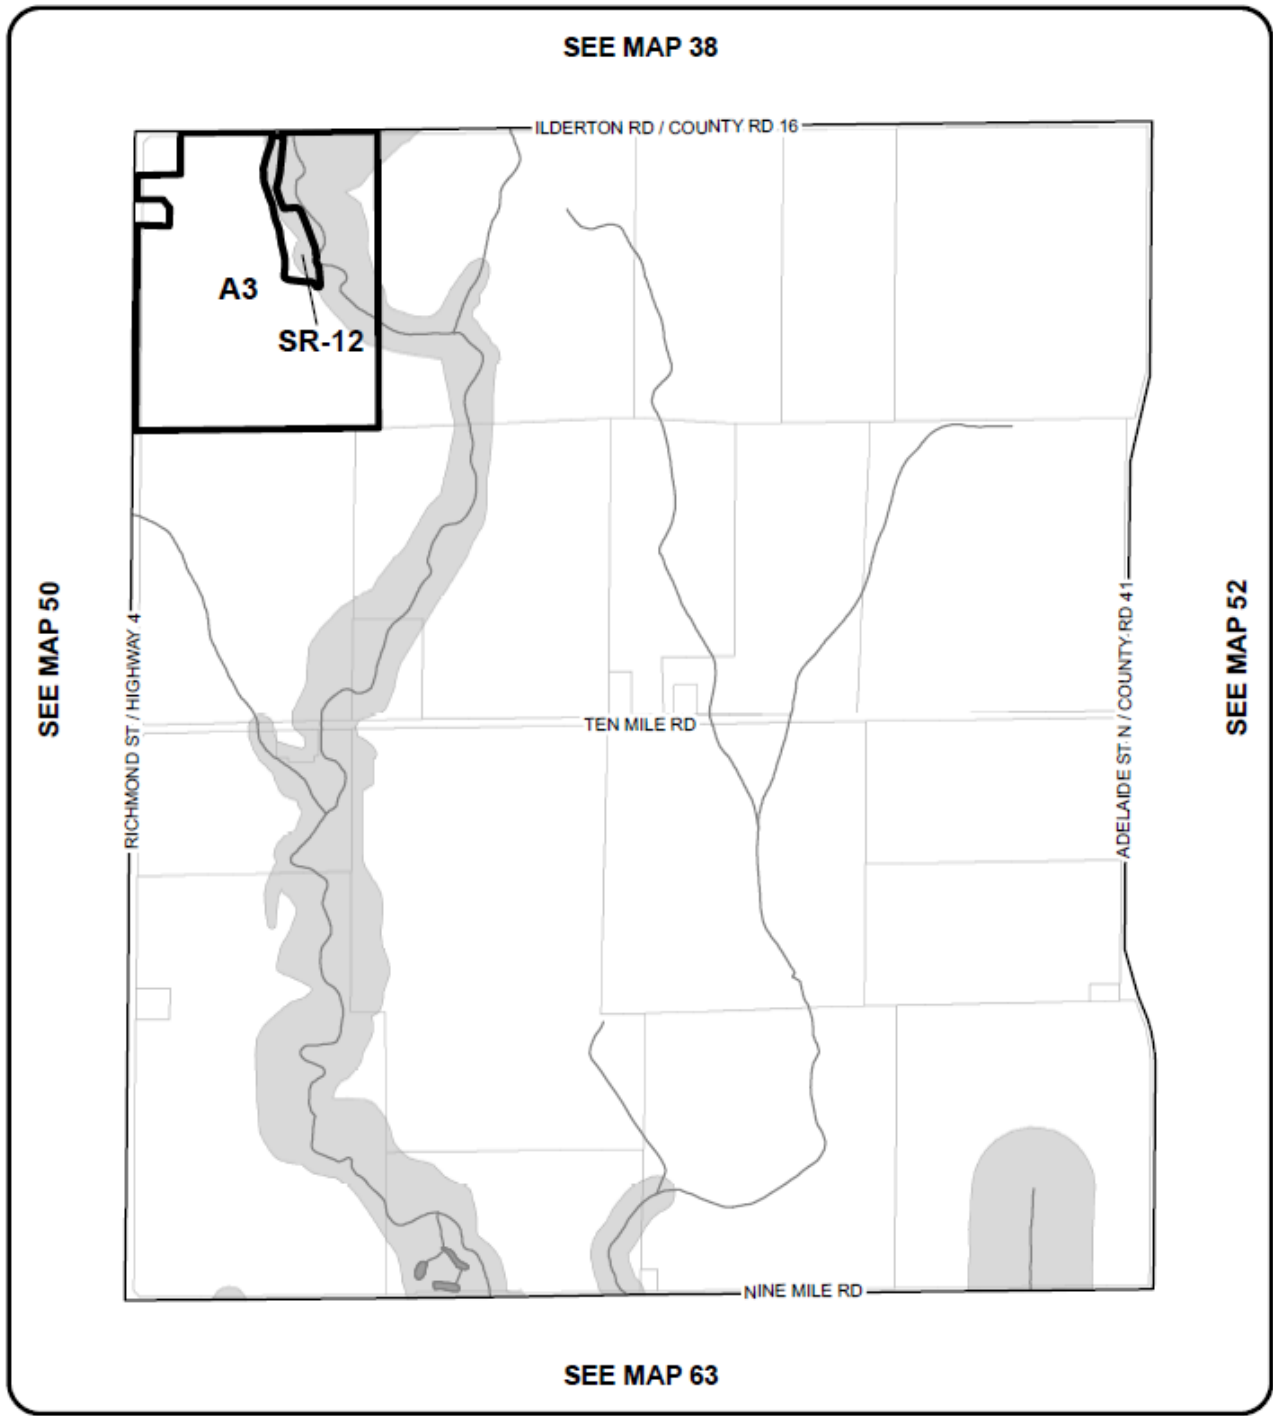 SEE MAP 38
ILDERTON RD / COUNTY RD 16
A3
SR-12
SEE MAP 50
RICHMOND ST / HIGHWAY 4
TEN MILE RD
ADELAIDE ST N / COUNTY RD 41
SEE MAP 52
NINE MILE RD
SEE MAP 63